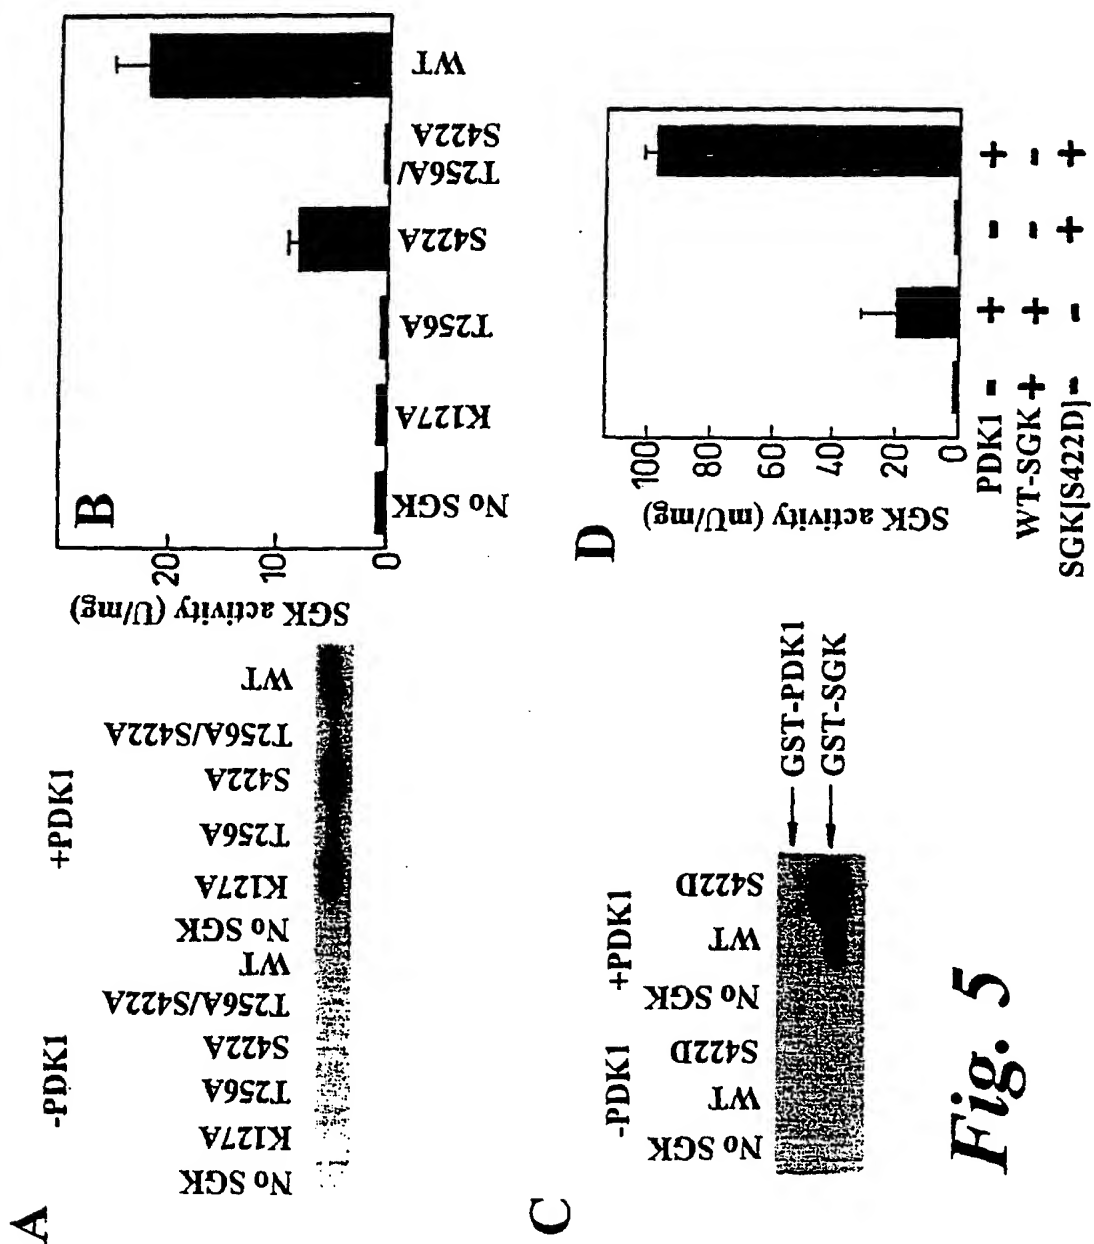 A
-PDK1
+PDK1
No SGK
K127A
T256A
S422A
T256A/S422A
WT
No SGK
K127A
T256A
S422A
T256A/S422A
WT
B
SGK activity (U/mg)
20
10
0
No SGK
K127A
T256A
S422A
T256A/
S422A
WT
C
-PDK1
+PDK1
No SGK
WT
S422D
No SGK
WT
S422D
GST-PDK1
GST-SGK
D
SGK activity (mU/mg)
100
80
60
40
20
0
PDK1 - + - +
WT-SGK + + - -
SGK[S422D] - - + +
Fig. 5